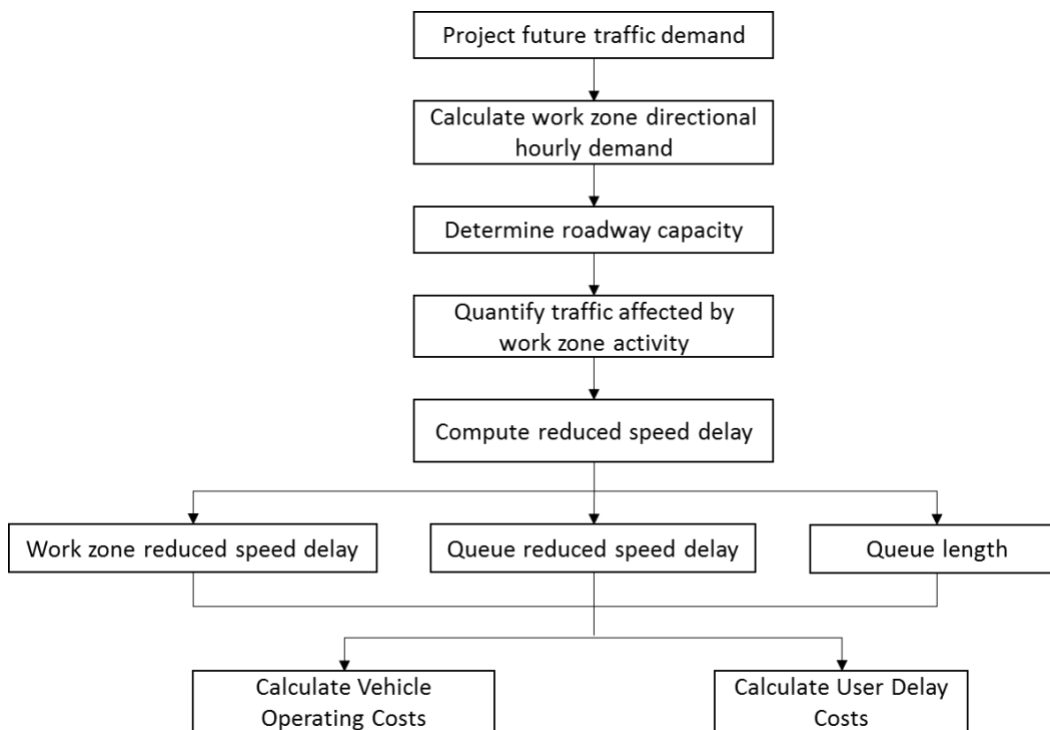 Project future traffic demand
Calculate work zone directional
hourly demand
Determine roadway capacity
Quantify traffic affected by
work zone activity
Compute reduced speed delay
Work zone reduced speed delay
Queue reduced speed delay
Queue length
Calculate Vehicle
Operating Costs
Calculate User Delay
Costs